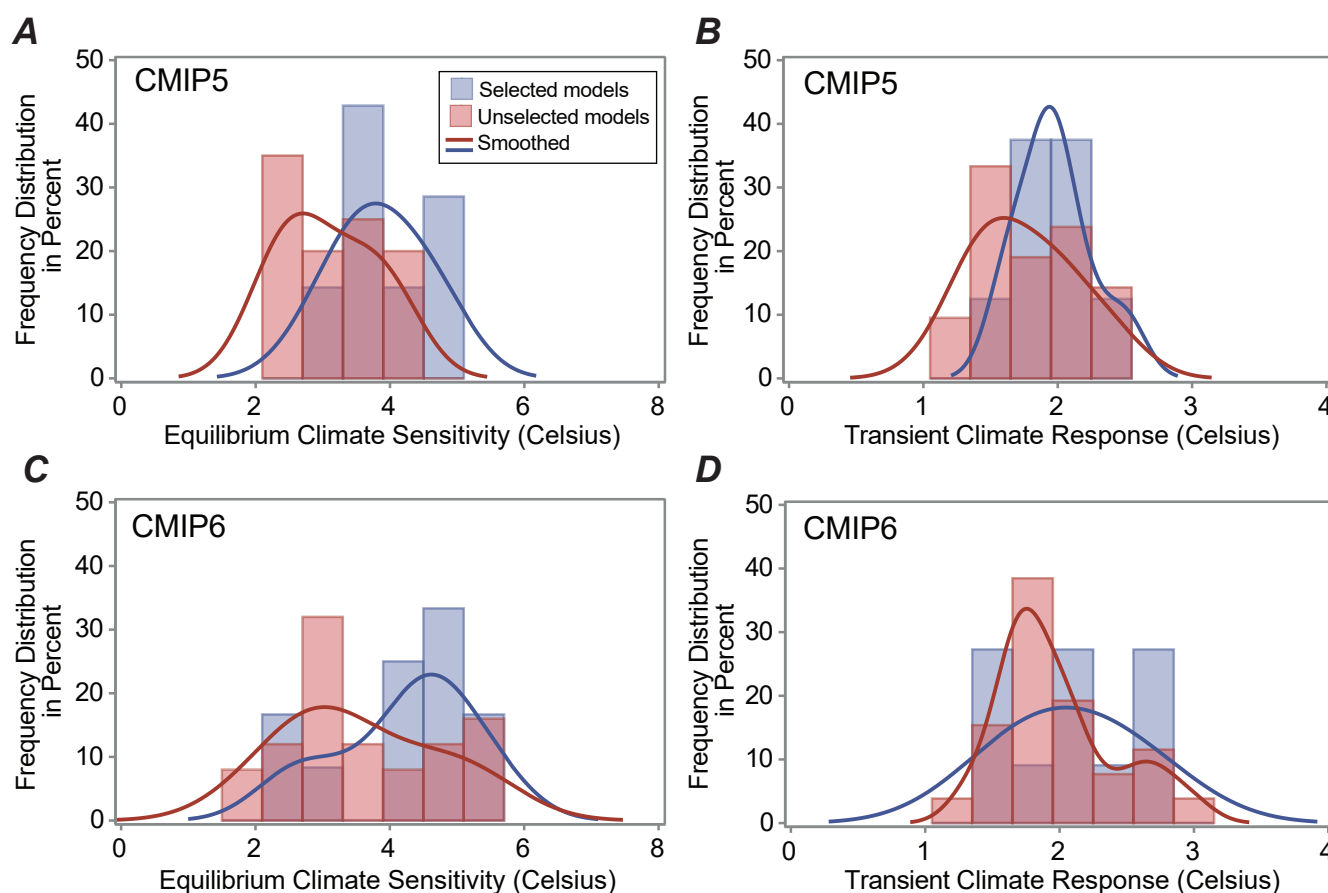 A
CMIP5
Selected models
Unselected models
Smoothed
50
40
30
20
10
0
Frequency Distribution
in Percent
0 2 4 6 8
Equilibrium Climate Sensitivity (Celsius)
B
CMIP5
50
40
30
20
10
0
Frequency Distribution
in Percent
0 1 2 3 4
Transient Climate Response (Celsius)
C
CMIP6
50
40
30
20
10
0
Frequency Distribution
in Percent
0 2 4 6 8
Equilibrium Climate Sensitivity (Celsius)
D
CMIP6
50
40
30
20
10
0
Frequency Distribution
in Percent
0 1 2 3 4
Transient Climate Response (Celsius)